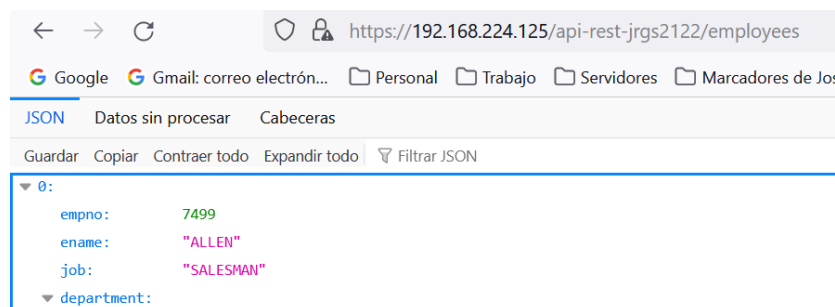 https://192.168.224.125/api-rest-jrgs2122/employees
Google Gmail: correo electrón... Personal Trabajo Servidores Marcadores de Jos
JSON Datos sin procesar Cabeceras
Guardar Copiar Contraer todo Expandir todo Filtrar JSON
0:
empno: 7499
ename: "ALLEN"
job: "SALESMAN"
department: